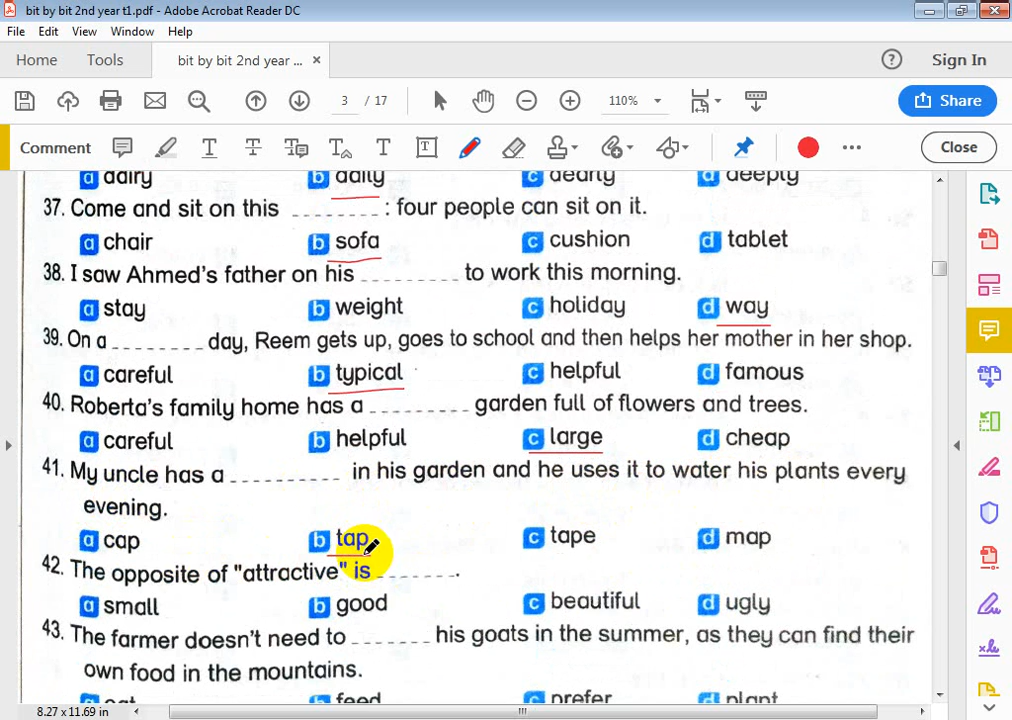 bit by bit 2nd year t1.pdf - Adobe Acrobat Reader DC
File Edit View Window Help
Home Tools bit by bit 2nd year ... × Sign In
3 / 17 110% Share
Comment Close
a dairy b daily c dearly d deeply
37. Come and sit on this _ _ _ _ _ _ _ _ : four people can sit on it.
a chair b sofa c cushion d tablet
38. I saw Ahmed's father on his _ _ _ _ _ _ _ _ _ to work this morning.
a stay b weight c holiday d way
39. On a _ _ _ _ _ _ _ _ day, Reem gets up, goes to school and then helps her mother in her shop.
a careful b typical c helpful d famous
40. Roberta's family home has a _ _ _ _ _ _ _ _ _ garden full of flowers and trees.
a careful b helpful c large d cheap
41. My uncle has a _ _ _ _ _ _ _ _ _ _ in his garden and he uses it to water his plants every
evening.
a cap b tap c tape d map
42. The opposite of "attractive" is _ _ _ _ _ _ _ .
a small b good c beautiful d ugly
43. The farmer doesn't need to _ _ _ _ _ _ his goats in the summer, as they can find their
own food in the mountains.
a eat b feed c prefer d plant
8.27 x 11.69 in